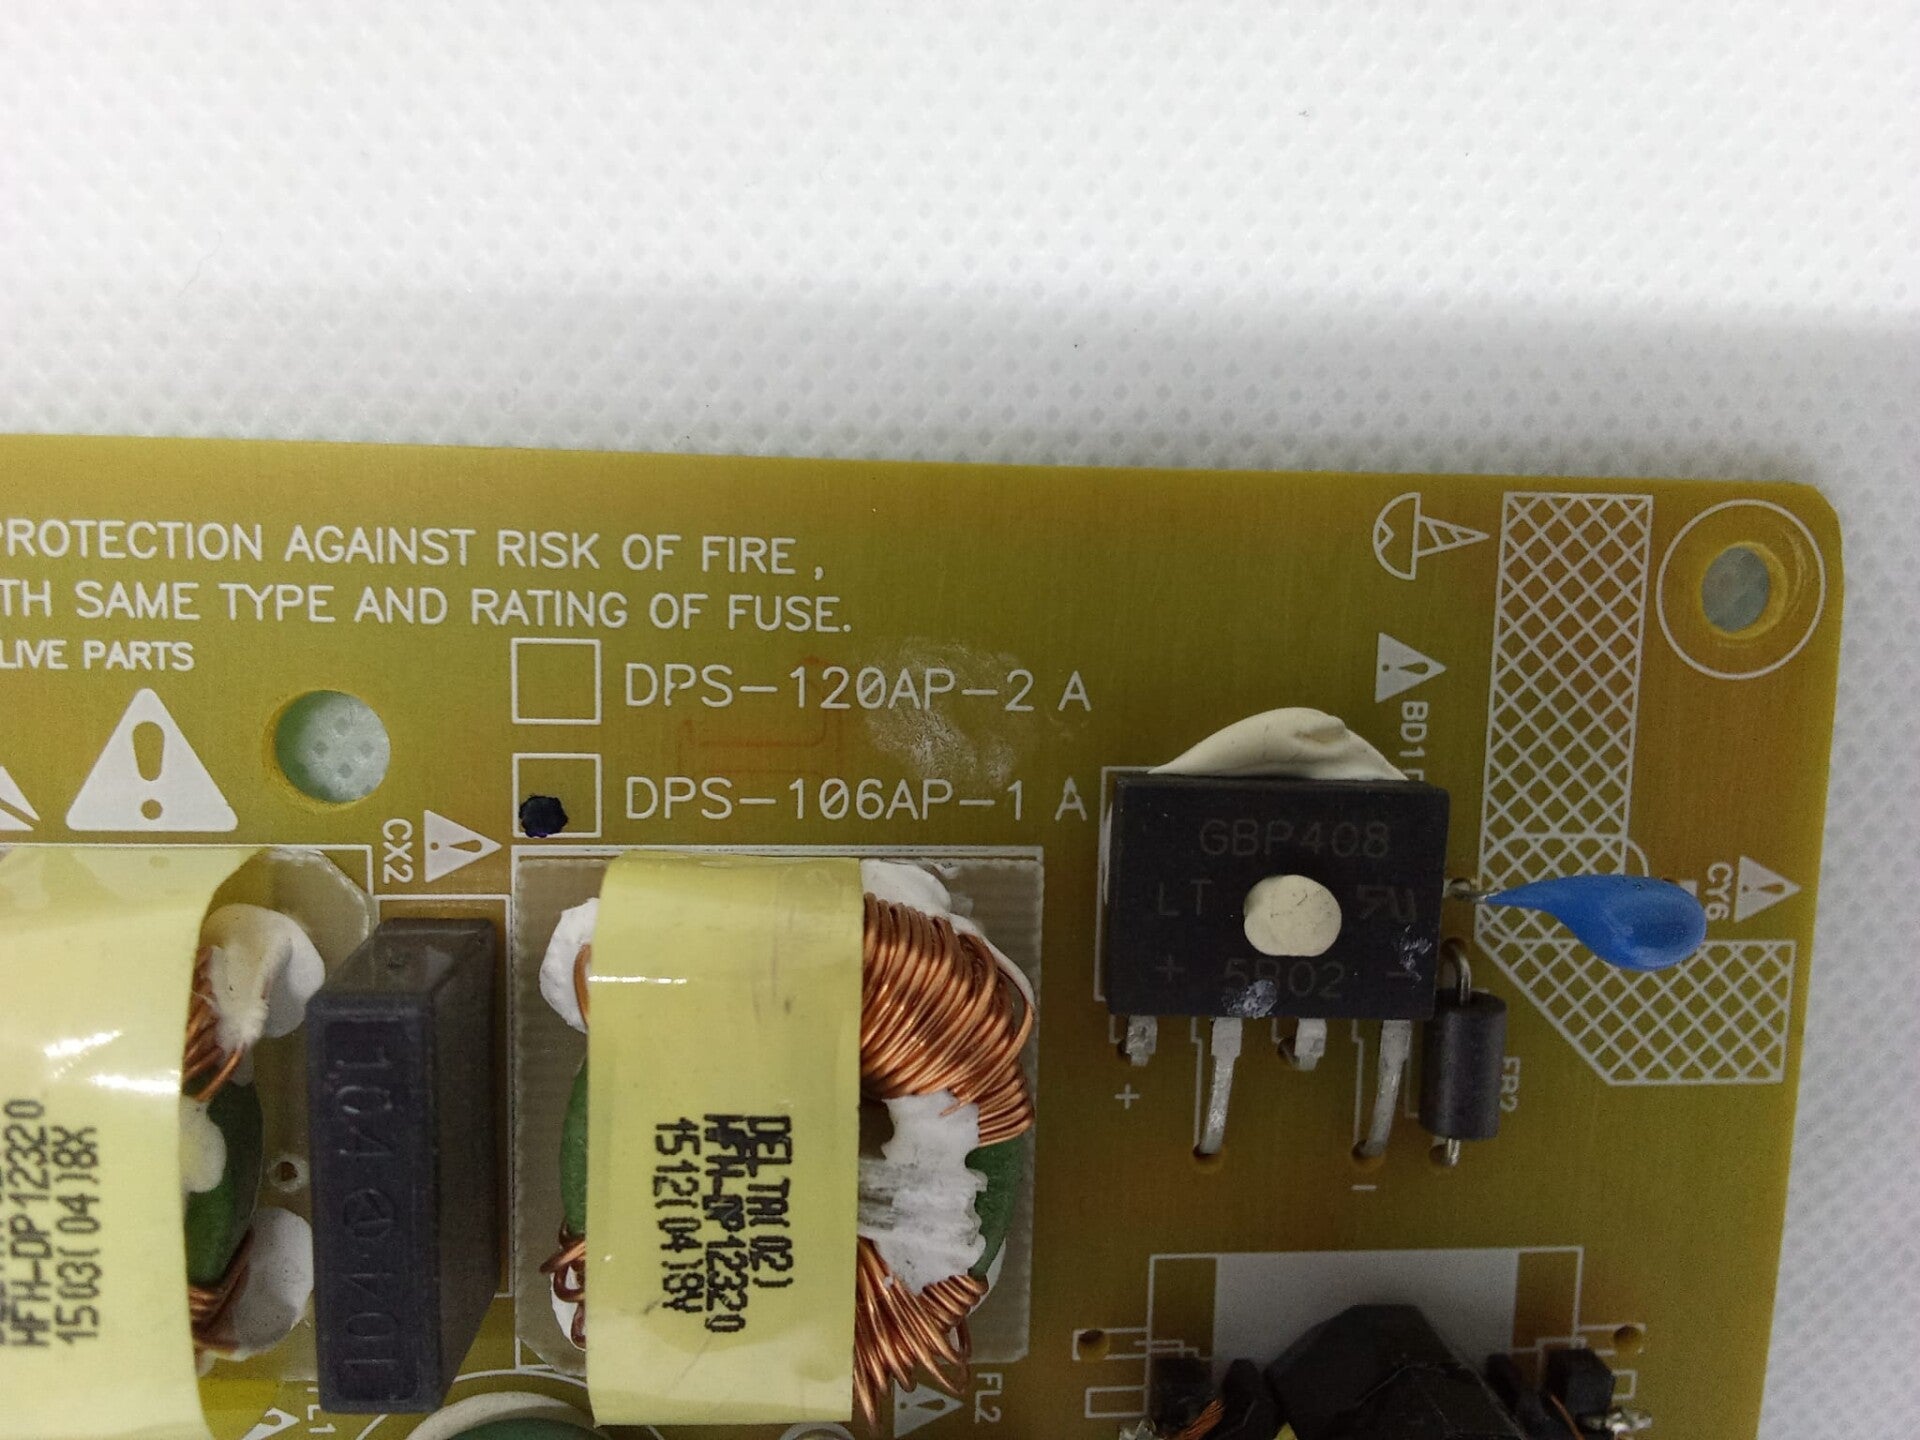 PROTECTION AGAINST RISK OF FIRE,
TH SAME TYPE AND RATING OF FUSE.
LIVE PARTS
DPS-120AP-2 A
DPS-106AP-1 A
BD1
CX2
GBP408
LT
+ 5B02 -
CY6
+
-
104
HFH-DP12320
1503(04)8X
DELTA(02)
HFH-DP12320
1512(04)8Y
FL2